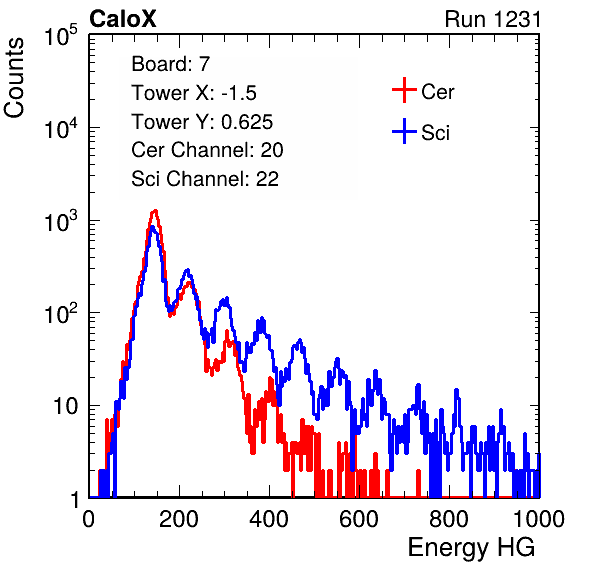 CaloX Run 1231
Counts
10^5
10^4
10^3
10^2
10
1
Board: 7
Tower X: -1.5
Tower Y: 0.625
Cer Channel: 20
Sci Channel: 22
Cer
Sci
0 200 400 600 800 1000
Energy HG